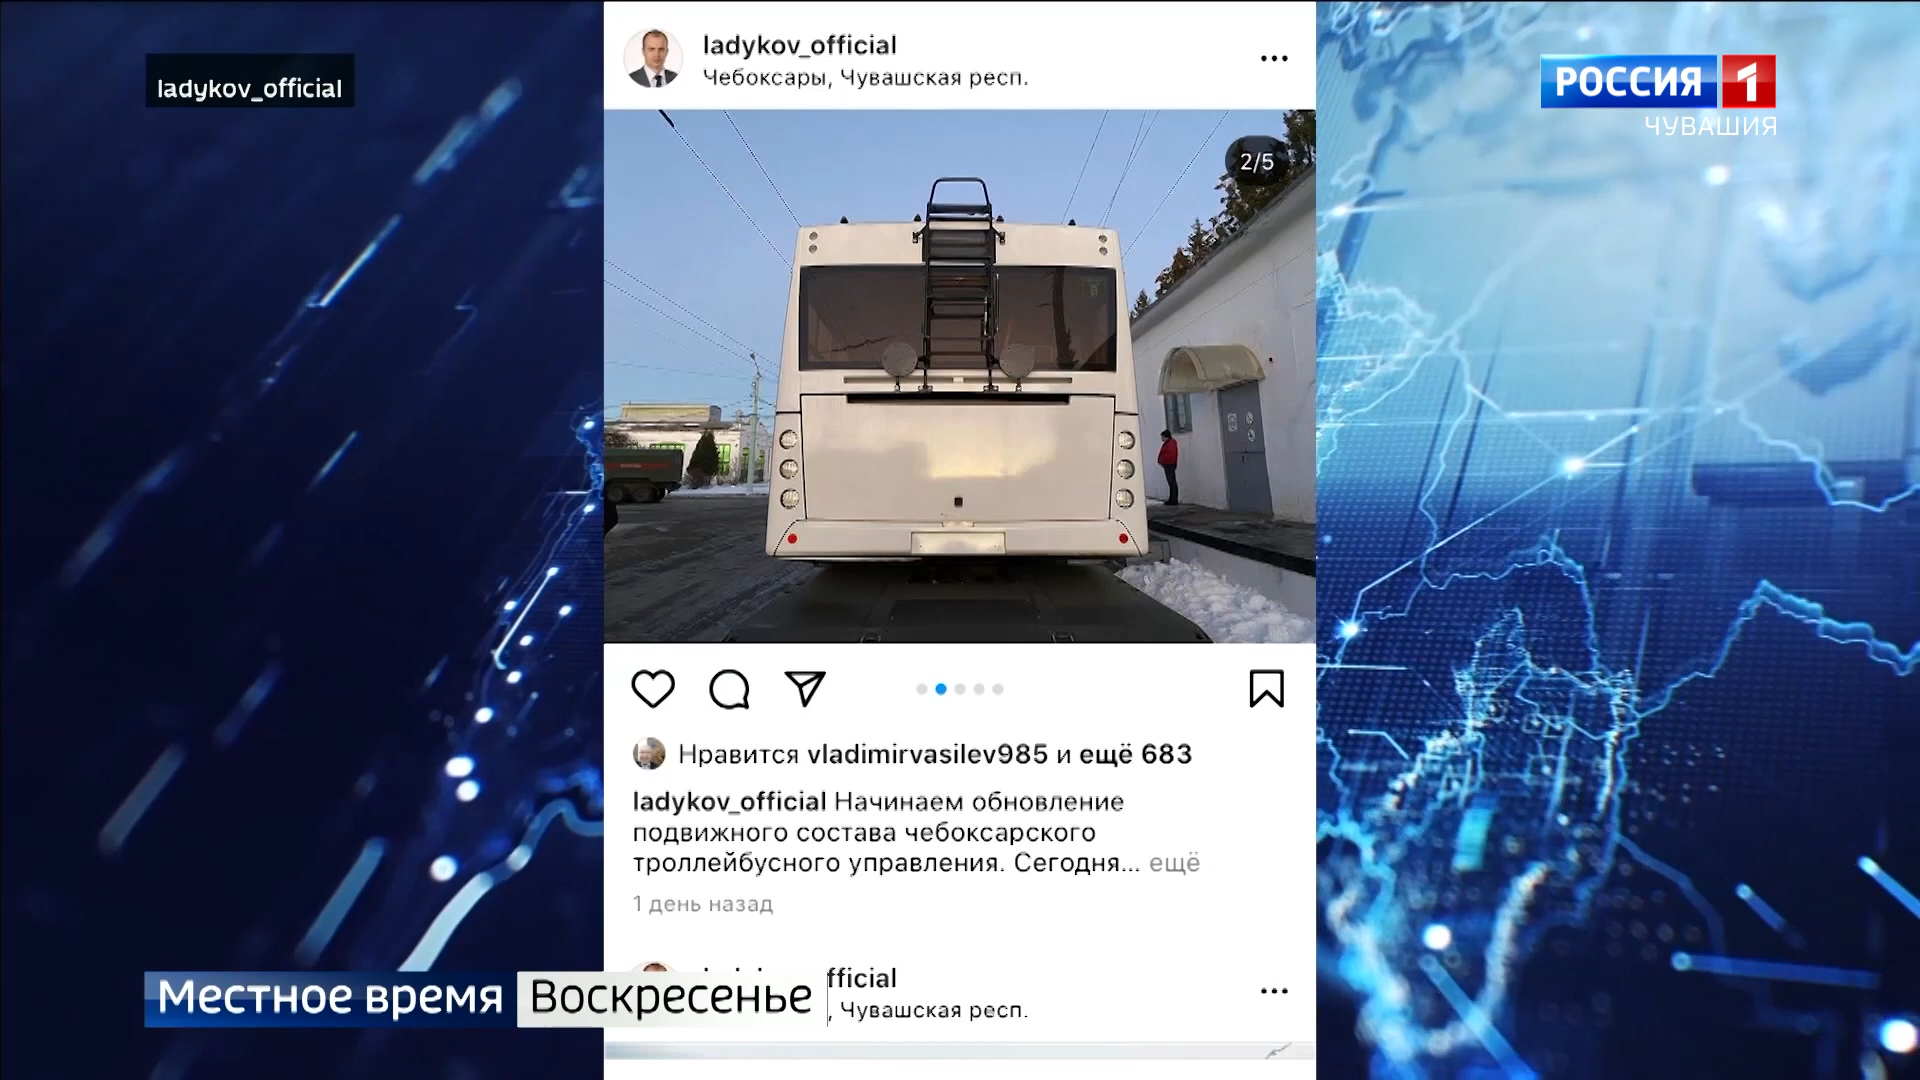 ladykov_official
ladykov_official
Чебоксары, Чувашская респ.
РОССИЯ 1
ЧУВАШИЯ
2/5
Нравится vladimirvasilev985 и ещё 683
ladykov_official Начинаем обновление
подвижного состава чебоксарского
троллейбусного управления. Сегодня... ещё
1 день назад
fficial
, Чувашская респ.
Местное время Воскресенье